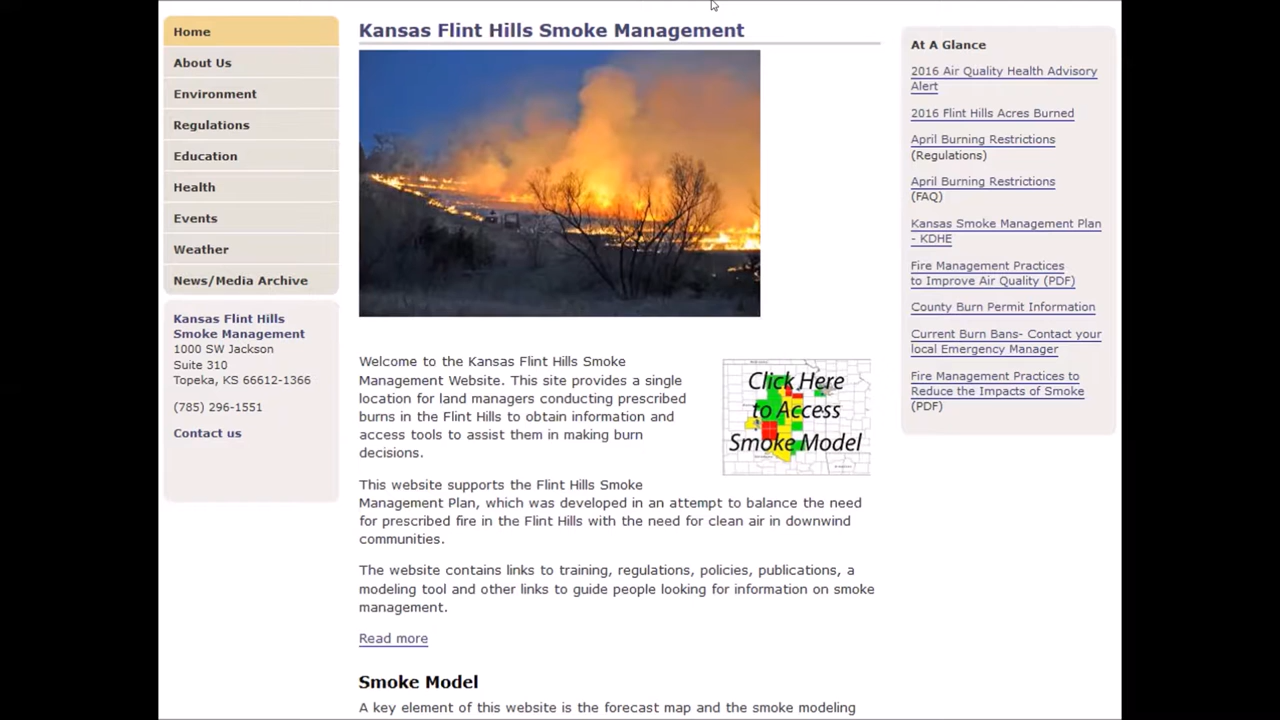 Home
About Us
Environment
Regulations
Education
Health
Events
Weather
News/Media Archive
Kansas Flint Hills
Smoke Management
1000 SW Jackson
Suite 310
Topeka, KS 66612-1366
(785) 296-1551
Contact us
Kansas Flint Hills Smoke Management
Welcome to the Kansas Flint Hills Smoke
Management Website. This site provides a single
location for land managers conducting prescribed
burns in the Flint Hills to obtain information and
access tools to assist them in making burn
decisions.
Click Here
to Access
Smoke Model
This website supports the Flint Hills Smoke
Management Plan, which was developed in an attempt to balance the need
for prescribed fire in the Flint Hills with the need for clean air in downwind
communities.
The website contains links to training, regulations, policies, publications, a
modeling tool and other links to guide people looking for information on smoke
management.
Read more
Smoke Model
A key element of this website is the forecast map and the smoke modeling
At A Glance
2016 Air Quality Health Advisory
Alert
2016 Flint Hills Acres Burned
April Burning Restrictions
(Regulations)
April Burning Restrictions
(FAQ)
Kansas Smoke Management Plan
- KDHE
Fire Management Practices
to Improve Air Quality (PDF)
County Burn Permit Information
Current Burn Bans- Contact your
local Emergency Manager
Fire Management Practices to
Reduce the Impacts of Smoke
(PDF)